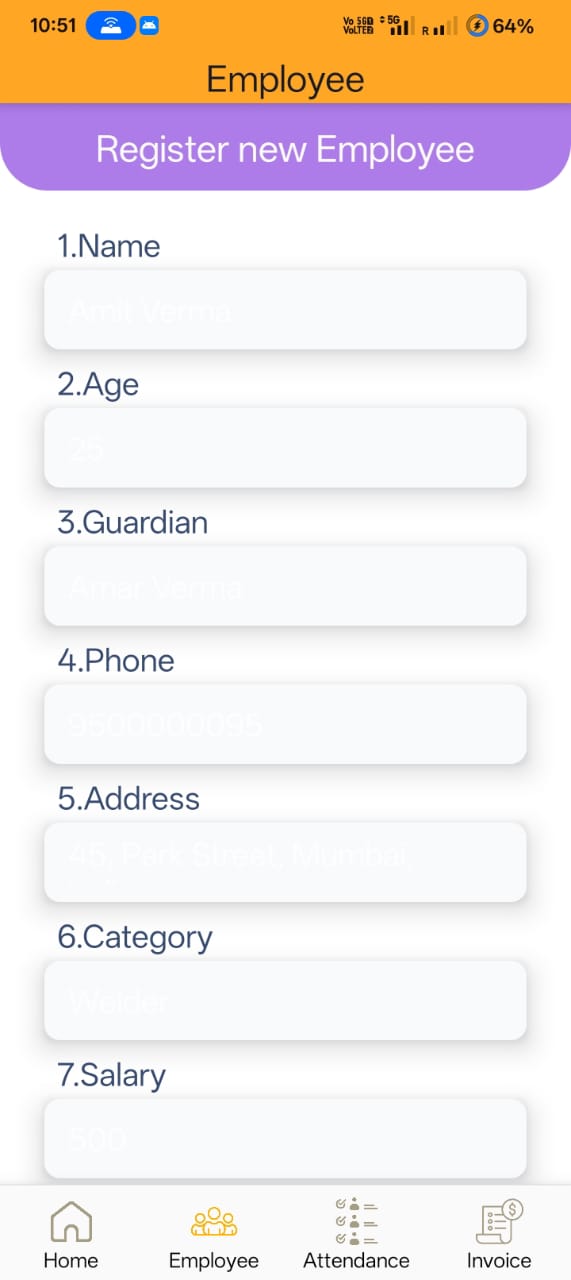 10:51
Vo 5GD VoLTED 5G R 64%
Employee
Register new Employee
1.Name
Amit Verma
2.Age
25
3.Guardian
Amar Verma
4.Phone
9500000095
5.Address
45, Park Street, Mumbai,
6.Category
Welder
7.Salary
500
Home Employee Attendance Invoice